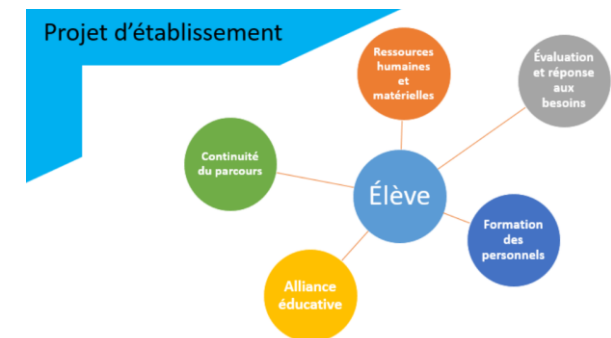 Projet d'établissement
Ressources
humaines
et
matérielles
Évaluation
et réponse
aux
besoins
Continuité
du parcours
Élève
Formation
des
personnels
Alliance
éducative